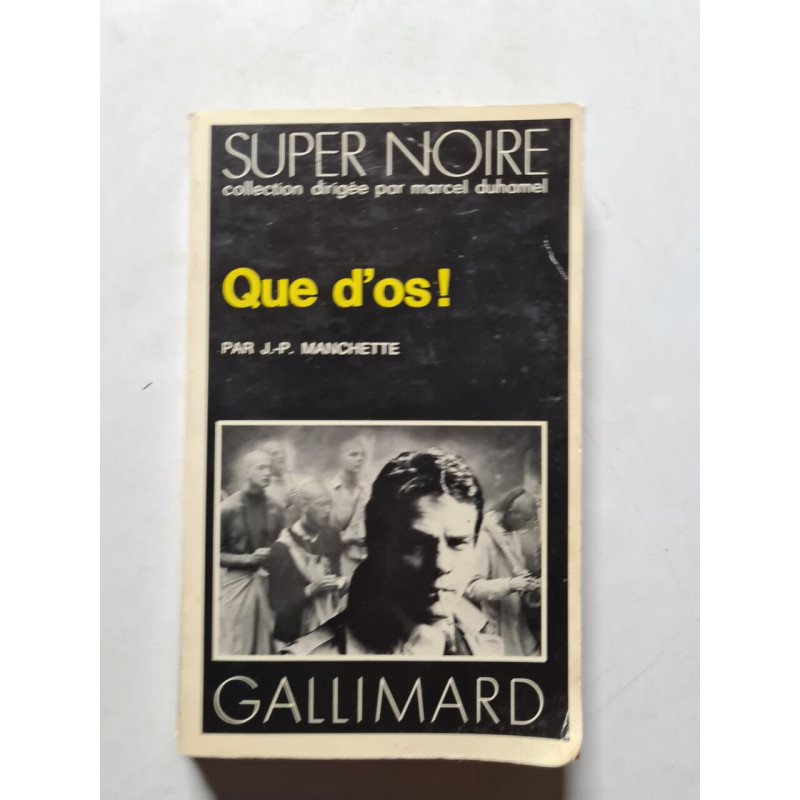 SUPER NOIRE
collection dirigée par marcel duhamel
Que d'os!
PAR J.-P. MANCHETTE
GALLIMARD